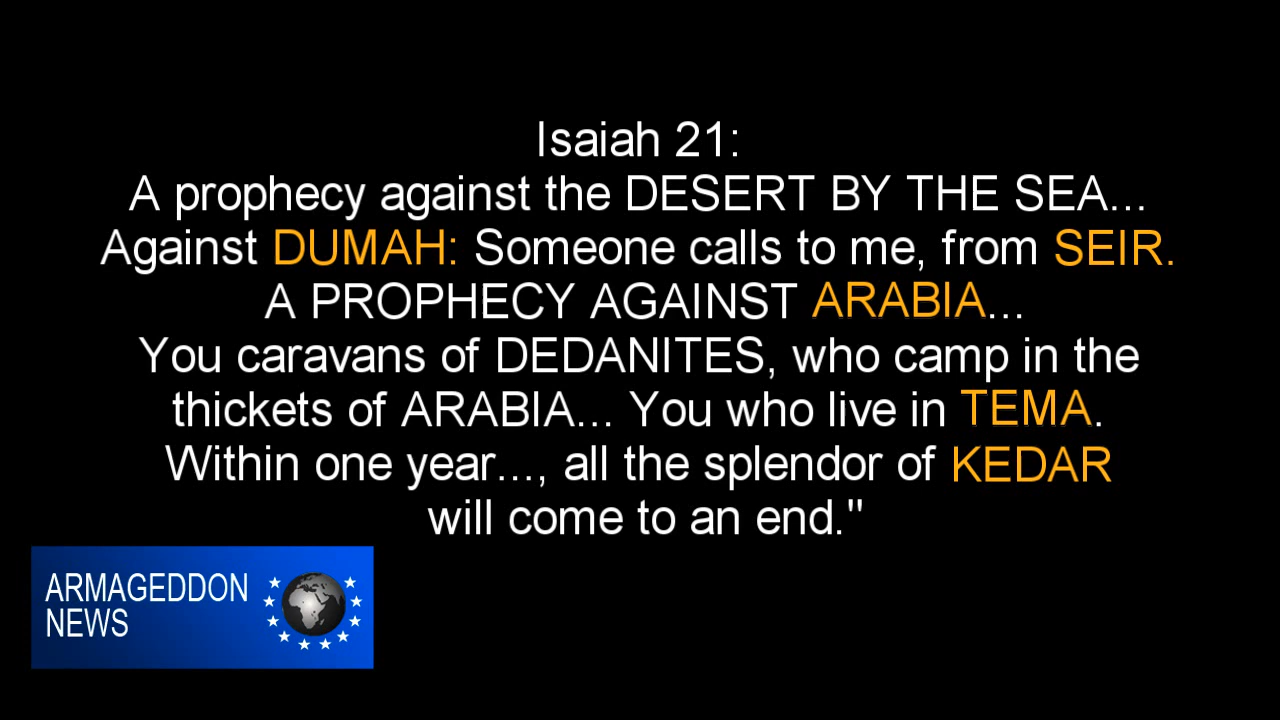 Isaiah 21:
A prophecy against the DESERT BY THE SEA...
Against DUMAH: Someone calls to me, from SEIR.
A PROPHECY AGAINST ARABIA...
You caravans of DEDANITES, who camp in the
thickets of ARABIA... You who live in TEMA.
Within one year..., all the splendor of KEDAR
will come to an end."
ARMAGEDDON
NEWS